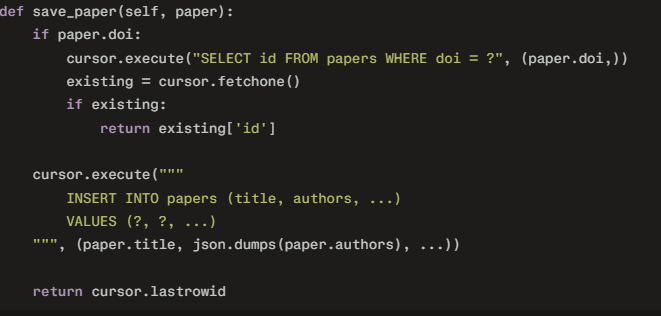 def save_paper(self, paper):
    if paper.doi:
        cursor.execute("SELECT id FROM papers WHERE doi = ?", (paper.doi,))
        existing = cursor.fetchone()
        if existing:
            return existing['id']

    cursor.execute("""
        INSERT INTO papers (title, authors, ...)
        VALUES (?, ?, ...)
    """, (paper.title, json.dumps(paper.authors), ...))

    return cursor.lastrowid